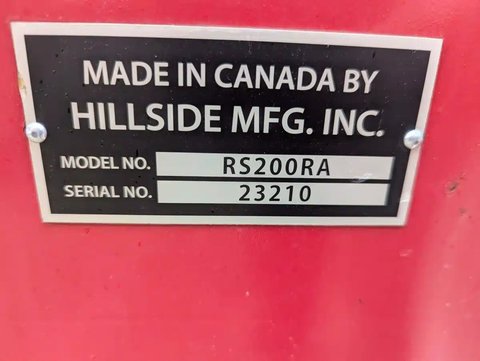 MADE IN CANADA BY
HILLSIDE MFG. INC.
MODEL NO. RS200RA
SERIAL NO. 23210